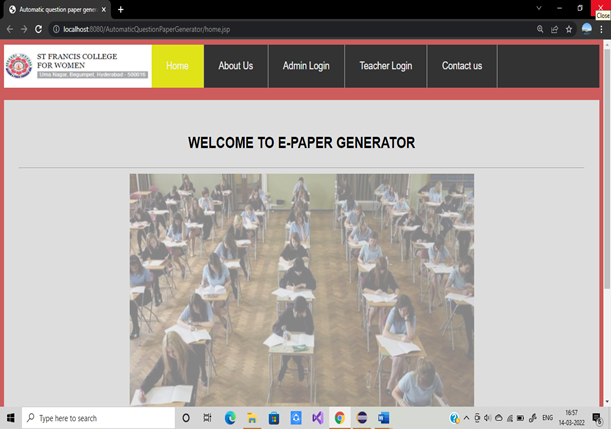 Automatic question paper gener
Close
localhost:8080/AutomaticQuestionPaperGenerator/home.jsp
ST FRANCIS COLLEGE
FOR WOMEN
Uma Nagar, Begumpet, Hyderabad - 500016
Home
About Us
Admin Login
Teacher Login
Contact us
WELCOME TO E-PAPER GENERATOR
Type here to search
ENG
16:57
14-03-2022